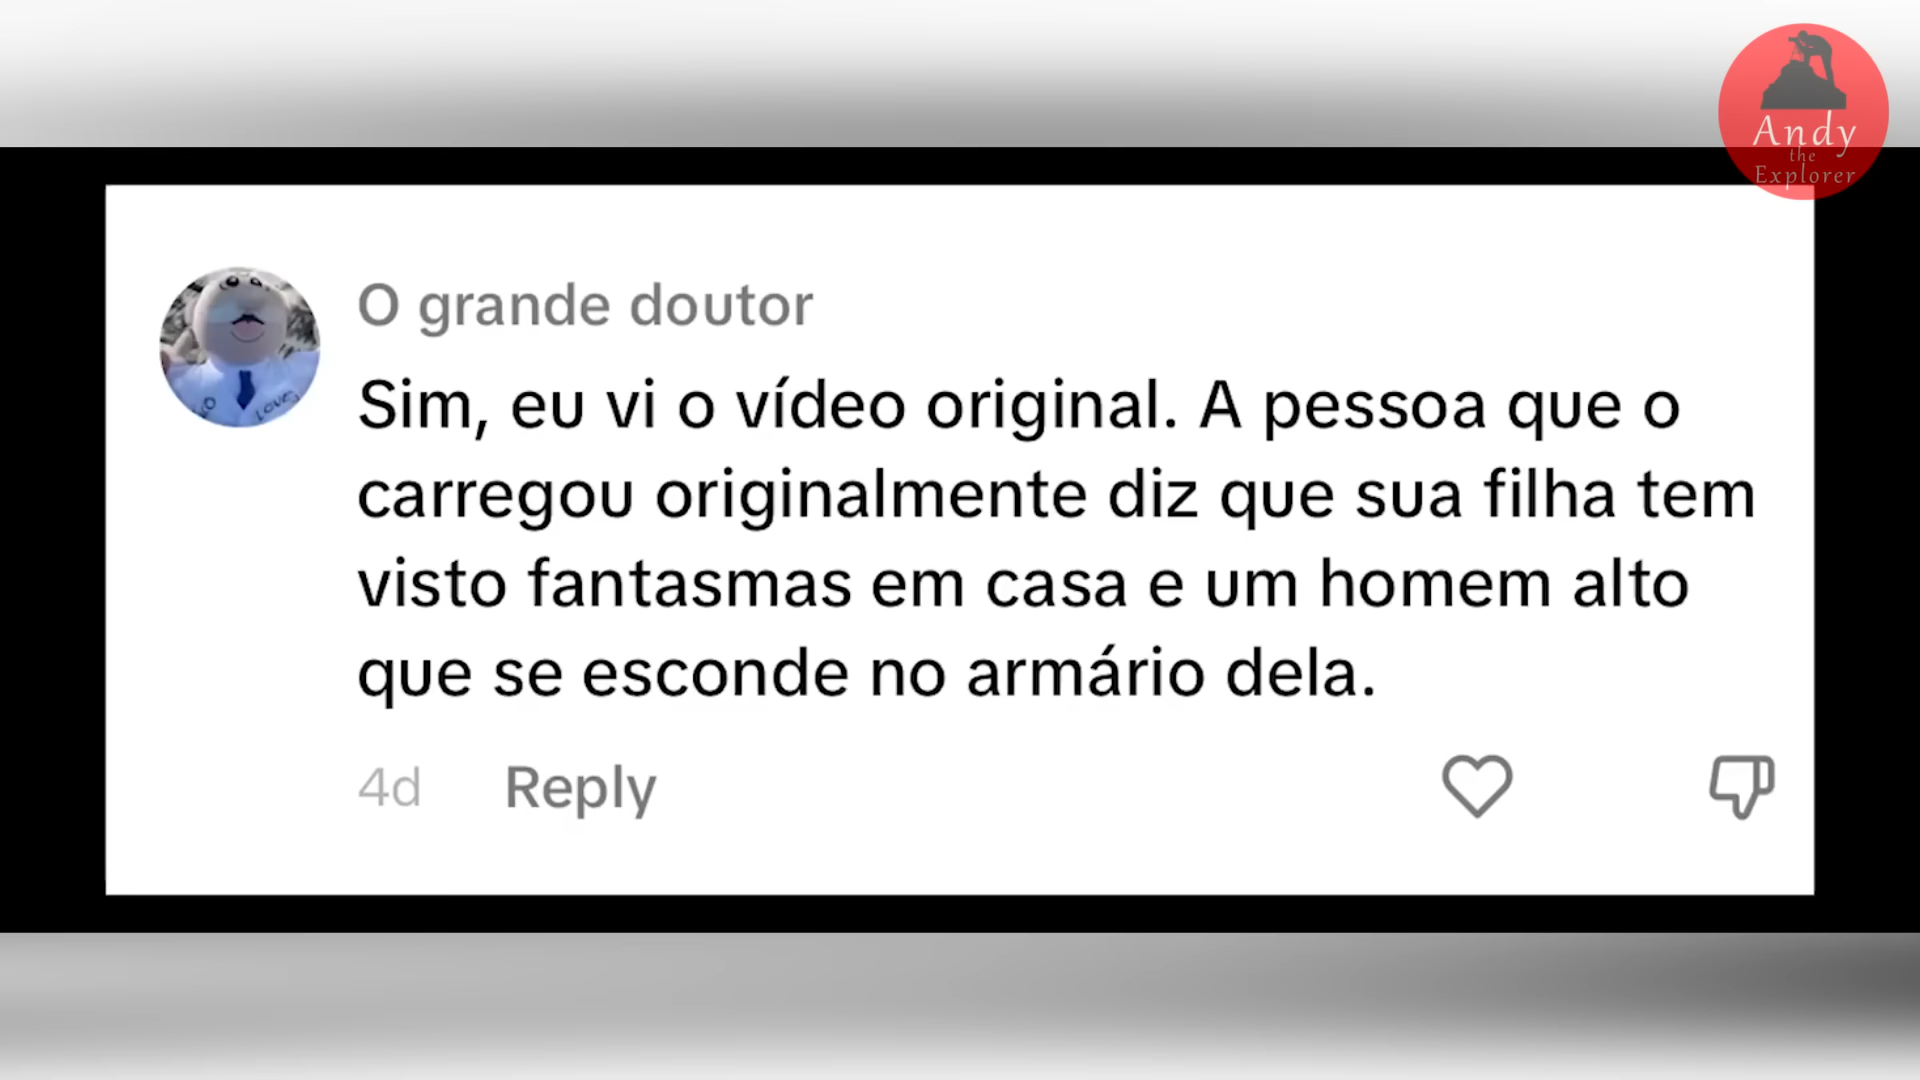 Andy
the
Explorer
O grande doutor
Sim, eu vi o vídeo original. A pessoa que o
carregou originalmente diz que sua filha tem
visto fantasmas em casa e um homem alto
que se esconde no armário dela.
4d Reply